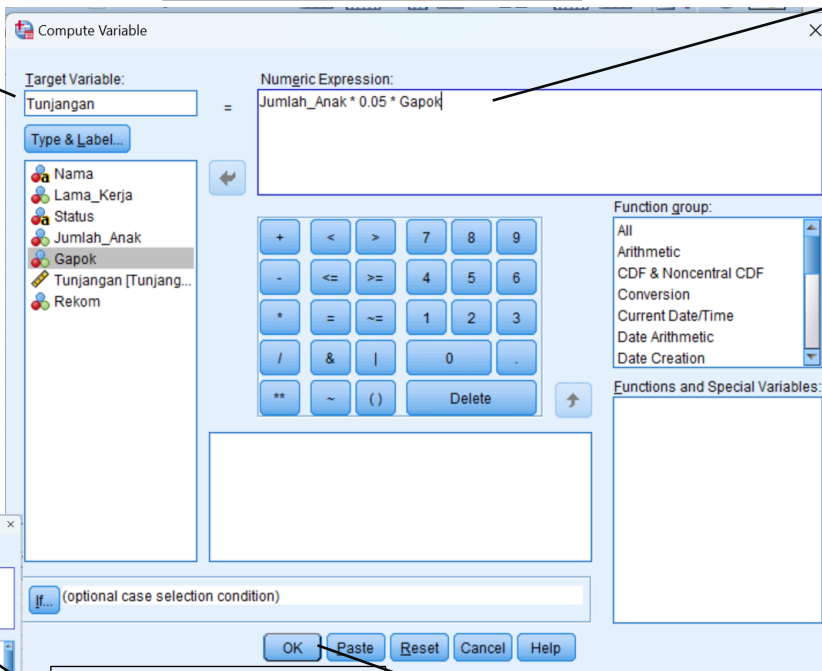 Compute Variable
Target Variable:
Numeric Expression:
Tunjangan
=
Jumlah_Anak * 0.05 * Gapok
Type & Label...
Nama
Lama_Kerja
Status
Jumlah_Anak
Gapok
Tunjangan [Tunjang...
Rekom
+ < > 7 8 9
- <= >= 4 5 6
* = ~= 1 2 3
/ & | 0 .
** ~ ( ) Delete
Function group:
All
Arithmetic
CDF & Noncentral CDF
Conversion
Current Date/Time
Date Arithmetic
Date Creation
Functions and Special Variables:
If... (optional case selection condition)
OK Paste Reset Cancel Help